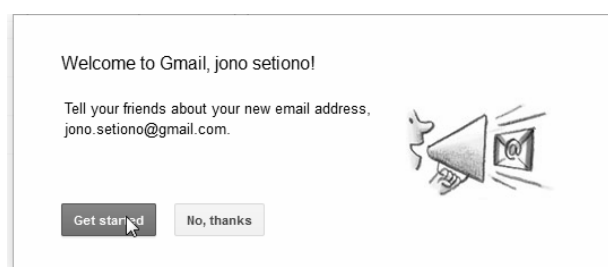 Welcome to Gmail, jono setiono!
Tell your friends about your new email address,
jono.setiono@gmail.com.
@
Get started
No, thanks